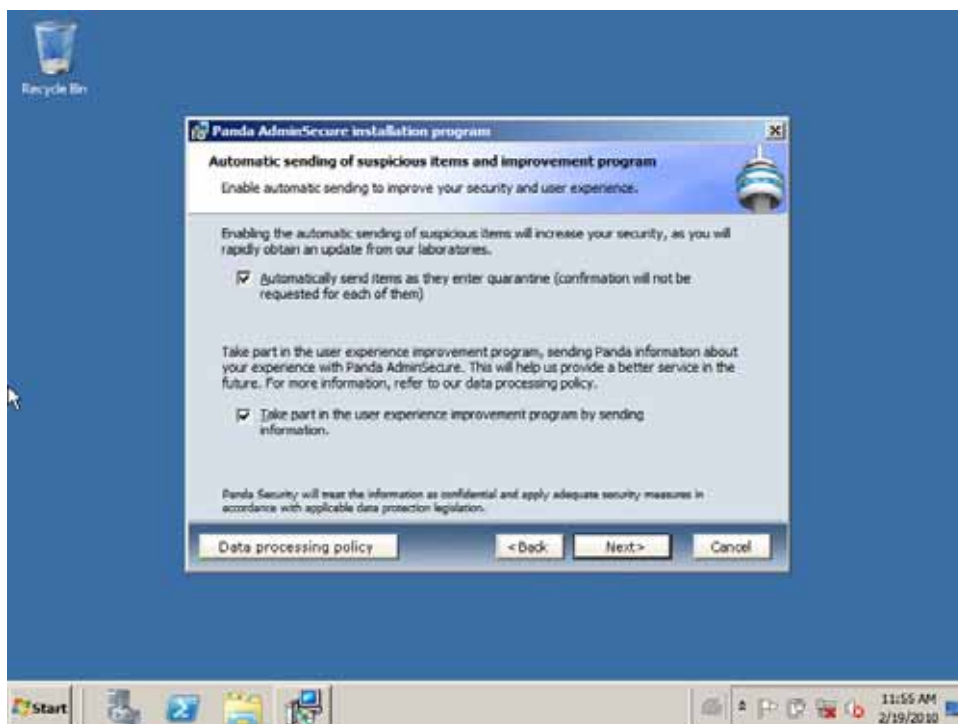 Recycle Bin
Panda AdminSecure installation program
Automatic sending of suspicious items and improvement program
Enable automatic sending to improve your security and user experience.
Enabling the automatic sending of suspicious items will increase your security, as you will
rapidly obtain an update from our laboratories.
Automatically send items as they enter quarantine (confirmation will not be
requested for each of them)
Take part in the user experience improvement program, sending Panda information about
your experience with Panda AdminSecure. This will help us provide a better service in the
future. For more information, refer to our data processing policy.
Take part in the user experience improvement program by sending
information.
Panda Security will treat the information as confidential and apply adequate security measures in
accordance with applicable data protection legislation.
Data processing policy
<Back
Next>
Cancel
Start
11:55 AM
2/19/2010